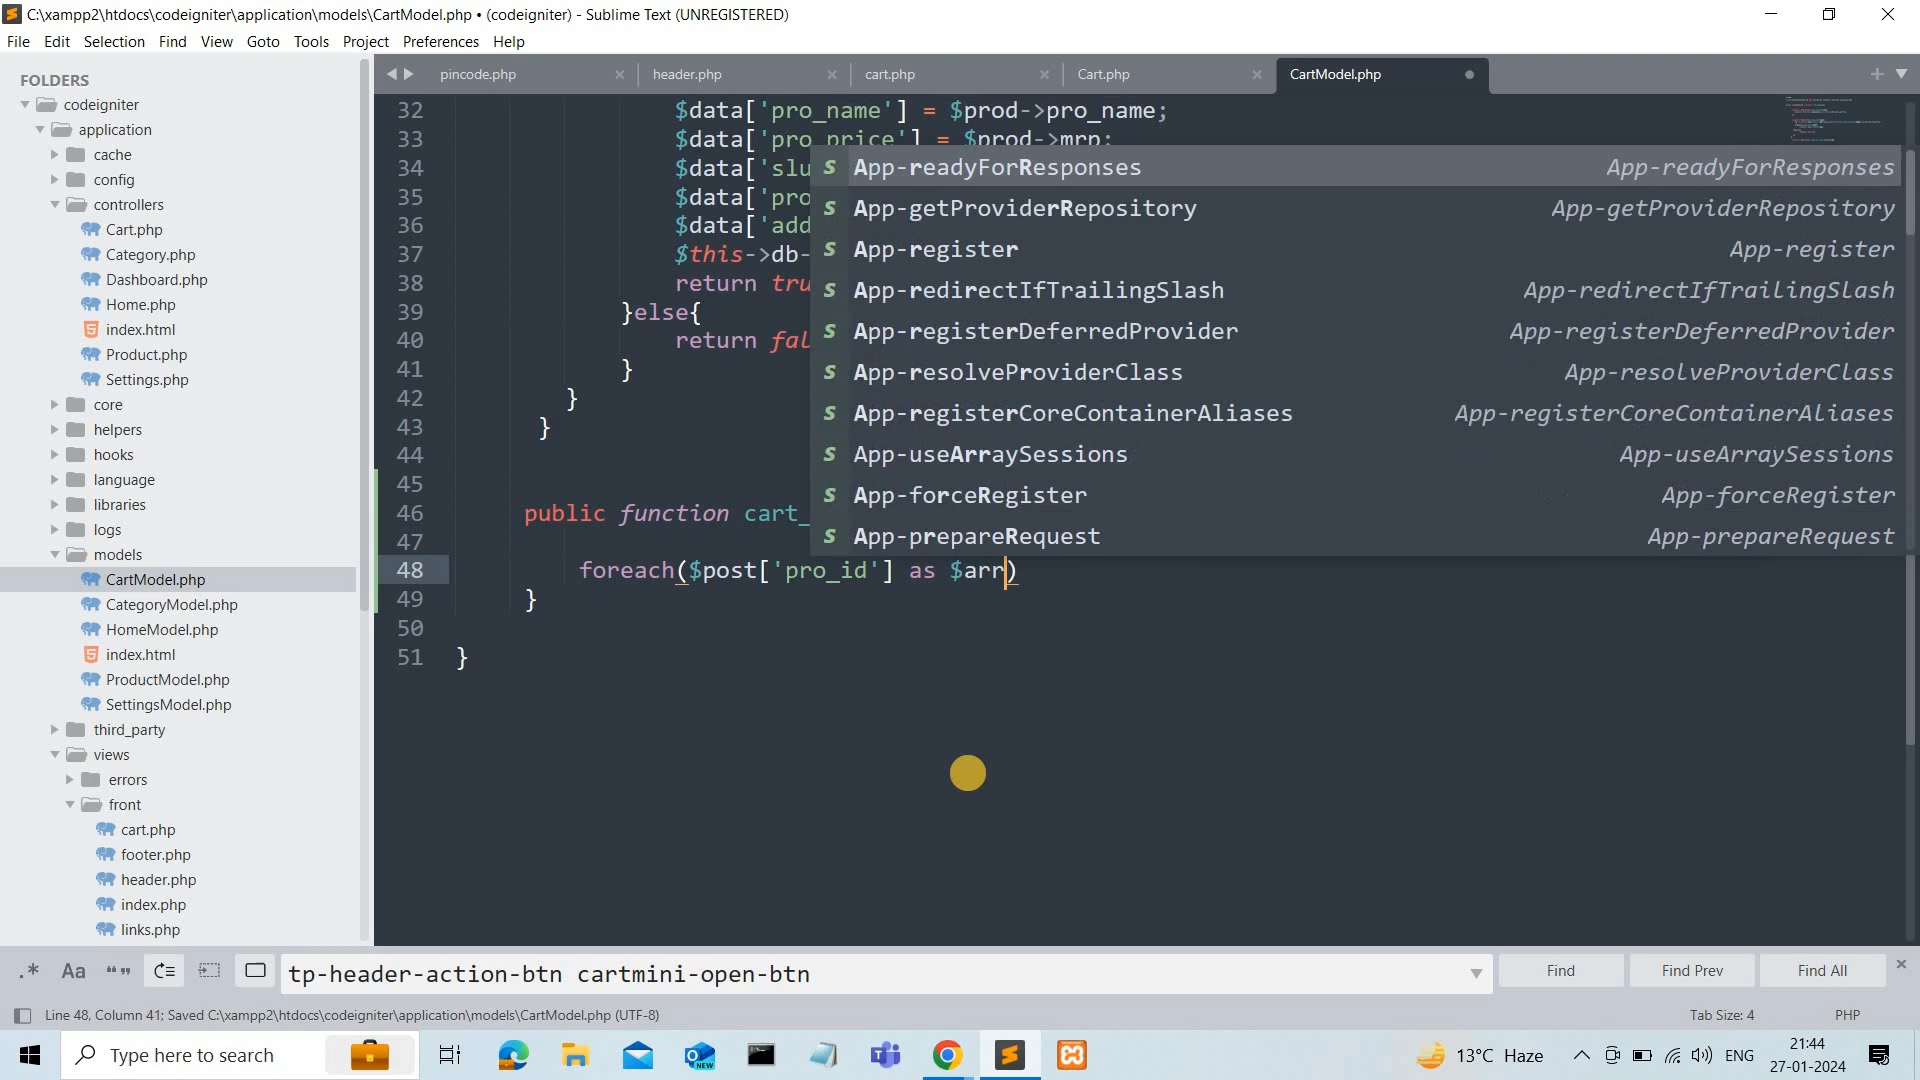 C:\xampp2\htdocs\codeigniter\application\models\CartModel.php • (codeigniter) - Sublime Text (UNREGISTERED)
File Edit Selection Find View Goto Tools Project Preferences Help
FOLDERS
codeigniter
application
cache
config
controllers
Cart.php
Category.php
Dashboard.php
Home.php
index.html
Product.php
Settings.php
core
helpers
hooks
language
libraries
logs
models
CartModel.php
CategoryModel.php
HomeModel.php
index.html
ProductModel.php
SettingsModel.php
third_party
views
errors
front
cart.php
footer.php
header.php
index.php
links.php
pincode.php header.php cart.php Cart.php CartModel.php
32 $data['pro_name'] = $prod->pro_name;
33 $data['pro_price'] = $prod->mrp;
34 $data['slu
35 $data['pro
36 $data['add
37 $this->db-
38 return tru
39 }else{
40 return fal
41 }
42 }
43 }
44
45
46 public function cart_
47
48 foreach($post['pro_id'] as $arr)
49 }
50
51 }
App-readyForResponses App-readyForResponses
App-getProviderRepository App-getProviderRepository
App-register App-register
App-redirectIfTrailingSlash App-redirectIfTrailingSlash
App-registerDeferredProvider App-registerDeferredProvider
App-resolveProviderClass App-resolveProviderClass
App-registerCoreContainerAliases App-registerCoreContainerAliases
App-useArraySessions App-useArraySessions
App-forceRegister App-forceRegister
App-prepareRequest App-prepareRequest
.* Aa “” tp-header-action-btn cartmini-open-btn Find Find Prev Find All
Line 48, Column 41; Saved C:\xampp2\htdocs\codeigniter\application\models\CartModel.php (UTF-8) Tab Size: 4 PHP
Type here to search 13°C Haze ENG 21:44
27-01-2024